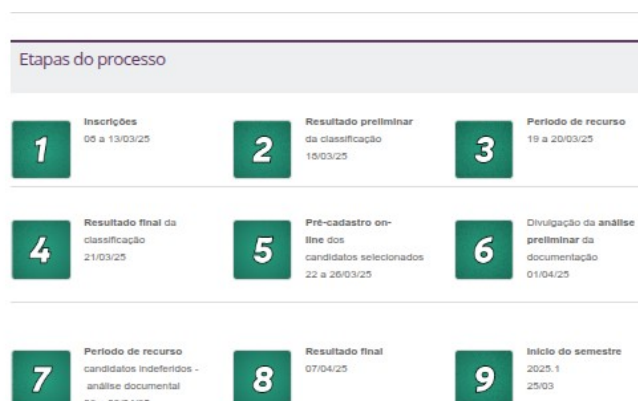 Etapas do processo
1
Inscrições
06 a 13/03/25
2
Resultado preliminar
da classificação
18/03/25
3
Período de recurso
19 a 20/03/25
4
Resultado final da
classificação
21/03/25
5
Pré-cadastro on-
line dos
candidatos selecionados
22 a 26/03/25
6
Divulgação da análise
preliminar da
documentação
01/04/25
7
Período de recurso
candidatos indeferidos -
análise documental
8
Resultado final
07/04/25
9
Início do semestre
2025.1
25/03